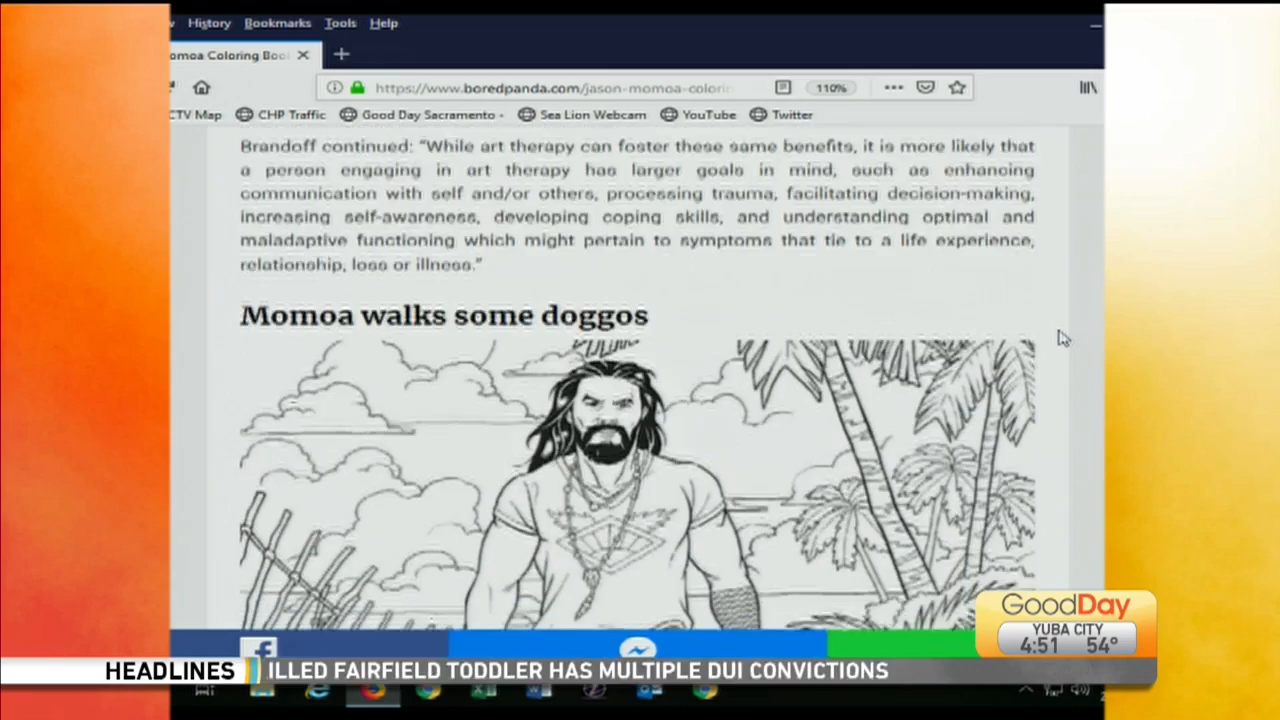 History Bookmarks Tools Help
omoa Coloring Boo
https://www.boredpanda.com/jason-momoa-colorin
110%
CTV Map CHP Traffic Good Day Sacramento - Sea Lion Webcam YouTube Twitter
Brandoff continued: “While art therapy can foster these same benefits, it is more likely that
a person engaging in art therapy has larger goals in mind, such as enhancing
communication with self and/or others, processing trauma, facilitating decision-making,
increasing self-awareness, developing coping skills, and understanding optimal and
maladaptive functioning which might pertain to symptoms that tie to a life experience,
relationship, loss or illness.”
Momoa walks some doggos
GoodDay
YUBA CITY
4:51 54°
HEADLINES ILLED FAIRFIELD TODDLER HAS MULTIPLE DUI CONVICTIONS